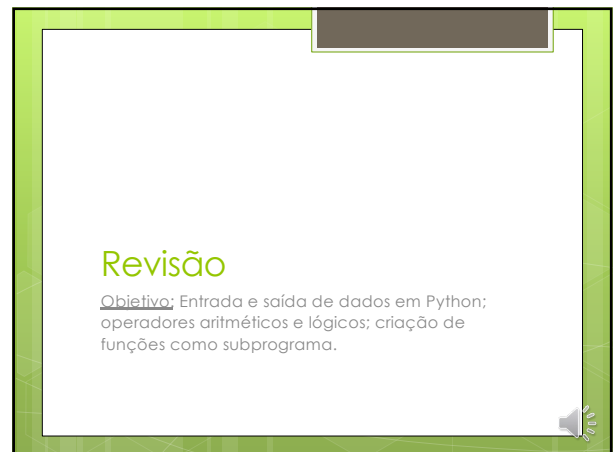 Revisão
Objetivo: Entrada e saída de dados em Python;
operadores aritméticos e lógicos; criação de
funções como subprograma.